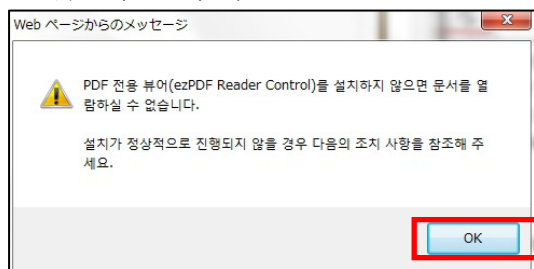 Web ページからのメッセージ
PDF 전용 뷰어(ezPDF Reader Control)를 설치하지 않으면 문서를 열
람하실 수 없습니다.
설치가 정상적으로 진행되지 않을 경우 다음의 조치 사항을 참조해 주
세요.
OK